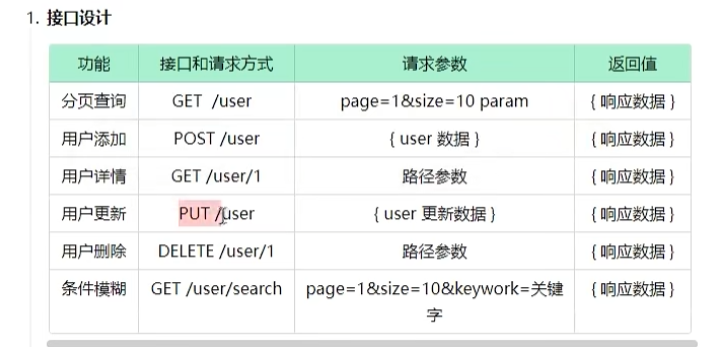 1. 接口设计
功能 接口和请求方式 请求参数 返回值
分页查询 GET /user page=1&size=10 param { 响应数据 }
用户添加 POST /user { user 数据 } { 响应数据 }
用户详情 GET /user/1 路径参数 { 响应数据 }
用户更新 PUT /user { user 更新数据 } { 响应数据 }
用户删除 DELETE /user/1 路径参数 { 响应数据 }
条件模糊 GET /user/search page=1&size=10&keywork=关键 { 响应数据 }
字